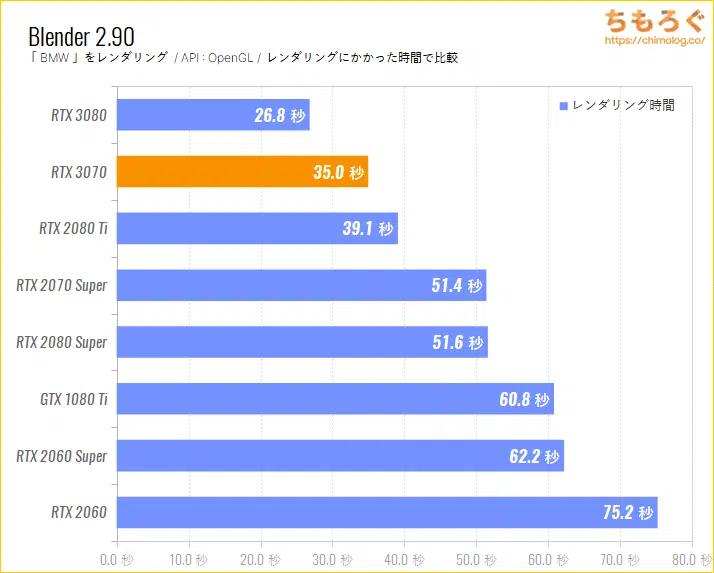 Blender 2.90
「 BMW 」をレンダリング / API : OpenGL / レンダリングにかかった時間で比較
ちもろぐ
https://chimolog.co/
レンダリング時間
RTX 3080 26.8 秒
RTX 3070 35.0 秒
RTX 2080 Ti 39.1 秒
RTX 2070 Super 51.4 秒
RTX 2080 Super 51.6 秒
GTX 1080 Ti 60.8 秒
RTX 2060 Super 62.2 秒
RTX 2060 75.2 秒
0.0 秒 10.0 秒 20.0 秒 30.0 秒 40.0 秒 50.0 秒 60.0 秒 70.0 秒 80.0 秒